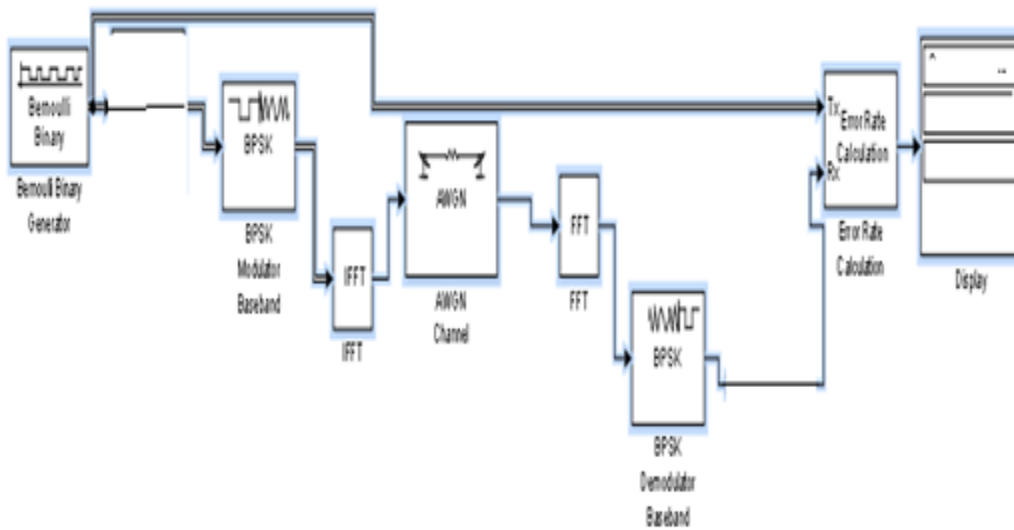 Bernoulli
Binary
Bernoulli Binary
Generator
BPSK
BPSK
Modulator
Baseband
IFFT
IFFT
AWGN
AWGN
Channel
FFT
FFT
BPSK
BPSK
Demodulator
Baseband
Tx
Error Rate
Calculation
Rx
Error Rate
Calculation
Display